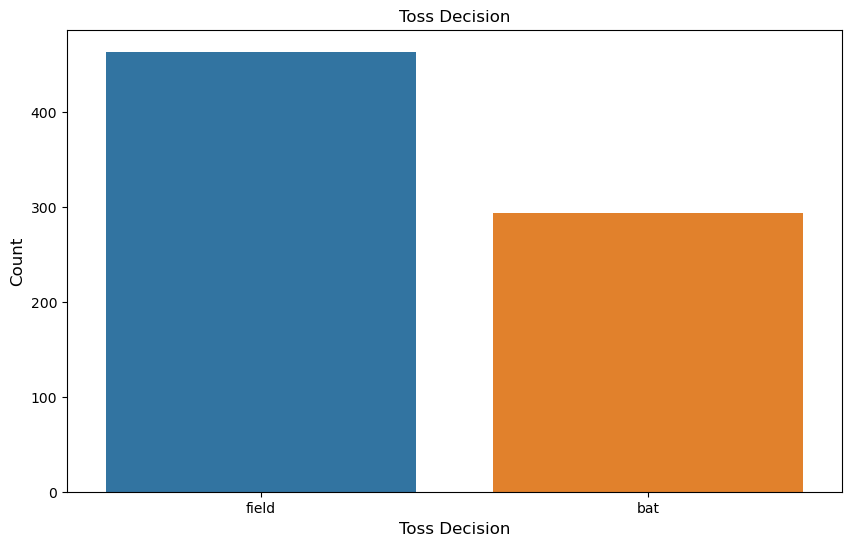 Toss Decision
400
300
200
100
0
Count
field
bat
Toss Decision